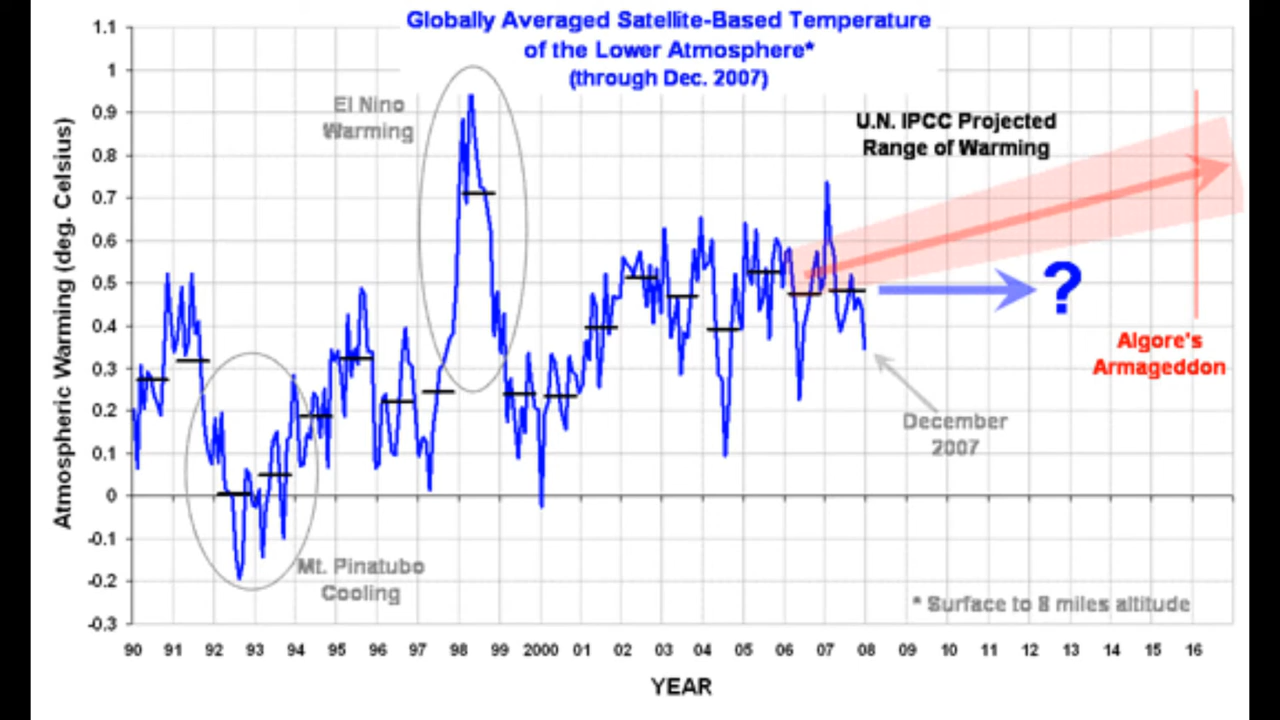 Globally Averaged Satellite-Based Temperature
of the Lower Atmosphere*
(through Dec. 2007)
1.1
1
0.9
0.8
0.7
0.6
0.5
0.4
0.3
0.2
0.1
0
-0.1
-0.2
-0.3
Atmospheric Warming (deg. Celsius)
El Nino
Warming
U.N. IPCC Projected
Range of Warming
?
Algore's
Armageddon
December
2007
Mt. Pinatubo
Cooling
* Surface to 8 miles altitude
90 91 92 93 94 95 96 97 98 99 2000 01 02 03 04 05 06 07 08 09 10 11 12 13 14 15 16
YEAR